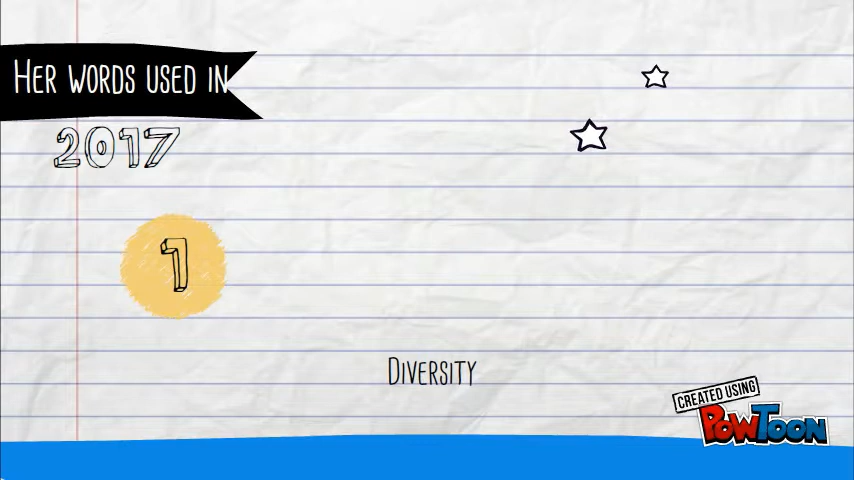 Her words used in
2017
1
Diversity
CREATED USING
POWTOON